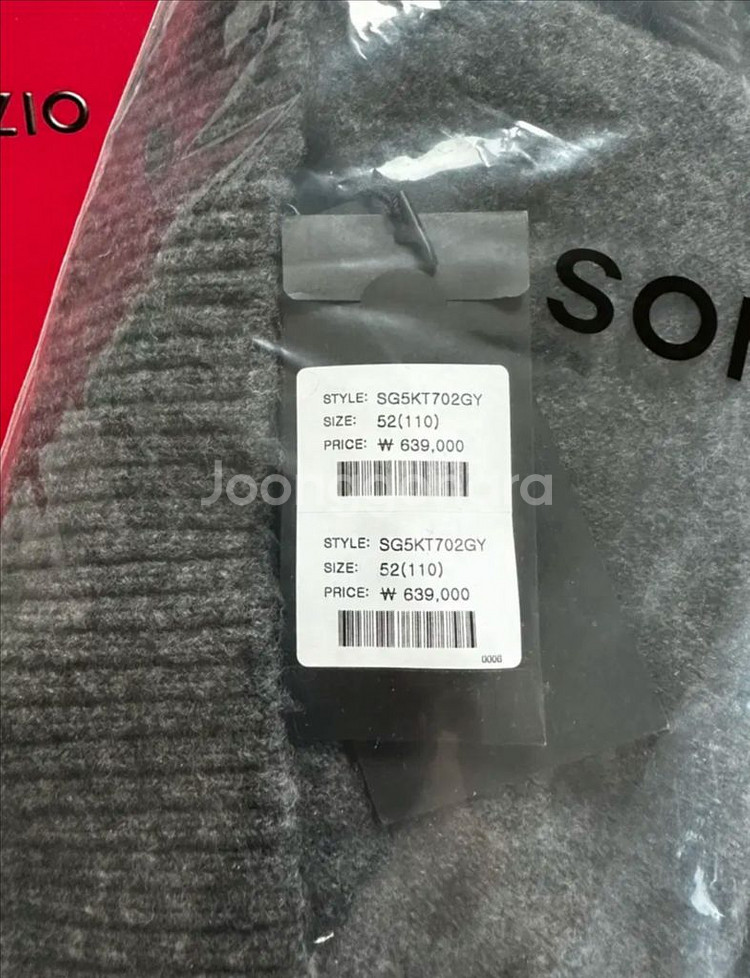 ZIO
SO
STYLE: SG5KT702GY
SIZE: 52(110)
PRICE: ₩ 639,000
Joonggonara
STYLE: SG5KT702GY
SIZE: 52(110)
PRICE: ₩ 639,000
0000